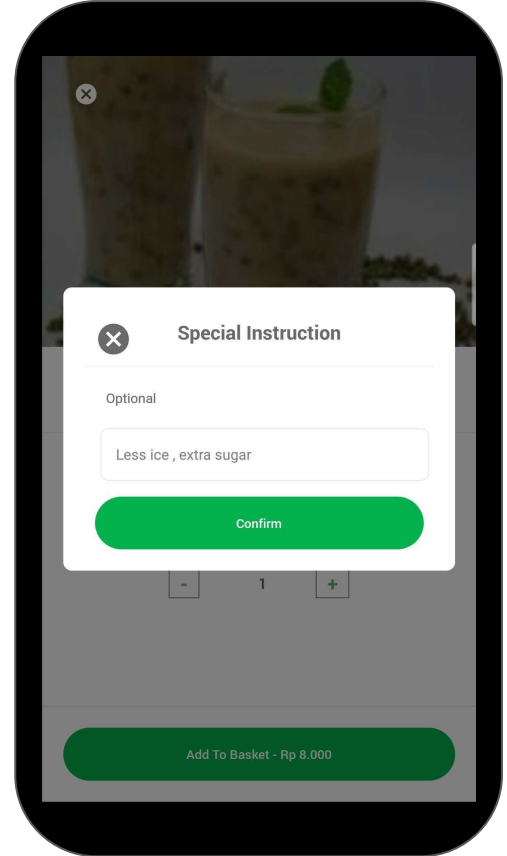 Special Instruction
Optional
Less ice , extra sugar
Confirm
- 1 +
Add To Basket - Rp 8.000